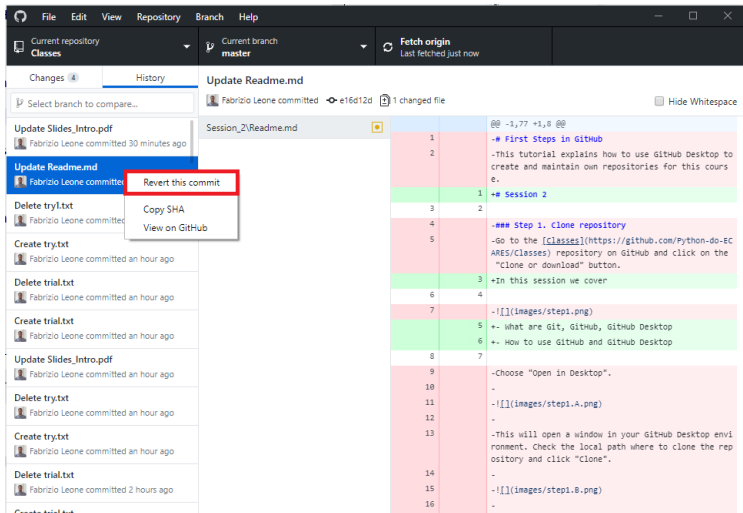 File Edit View Repository Branch Help
Current repository
Classes
Current branch
master
Fetch origin
Last fetched just now
Changes 4
History
Select branch to compare...
Update Slides_Intro.pdf
Fabrizio Leone committed 30 minutes ago
Update Readme.md
Fabrizio Leone committed
Delete try1.txt
Fabrizio Leone committed
Create try.txt
Fabrizio Leone committed an hour ago
Delete trial.txt
Fabrizio Leone committed an hour ago
Create trial.txt
Fabrizio Leone committed an hour ago
Update Slides_Intro.pdf
Fabrizio Leone committed an hour ago
Delete try.txt
Fabrizio Leone committed an hour ago
Create try.txt
Fabrizio Leone committed an hour ago
Delete trial.txt
Fabrizio Leone committed 2 hours ago
Create trial.txt
Revert this commit
Copy SHA
View on GitHub
Update Readme.md
Fabrizio Leone committed e16d12d 1 changed file
Hide Whitespace
Session_2\Readme.md
@@ -1,77 +1,8 @@
1 -# First Steps in GitHub
2 -This tutorial explains how to use GitHub Desktop to
create and maintain own repositories for this cours
e.
1 +# Session 2
3 2
4 -### Step 1. Clone repository
5 -Go to the [Classes](https://github.com/Python-do-EC
ARES/Classes) repository on GitHub and click on the
"Clone or download" button.
3 +In this session we cover
6 4
7 -![](images/step1.png)
5 +- What are Git, GitHub, GitHub Desktop
6 +- How to use GitHub and GitHub Desktop
8 7
9 -Choose "Open in Desktop".
10 -
11 -![](images/step1.A.png)
12 -
13 -This will open a window in your GitHub Desktop envi
ronment. Check the local path where to clone the rep
ository and click "Clone".
14 -
15 -![](images/step1.B.png)
16 -